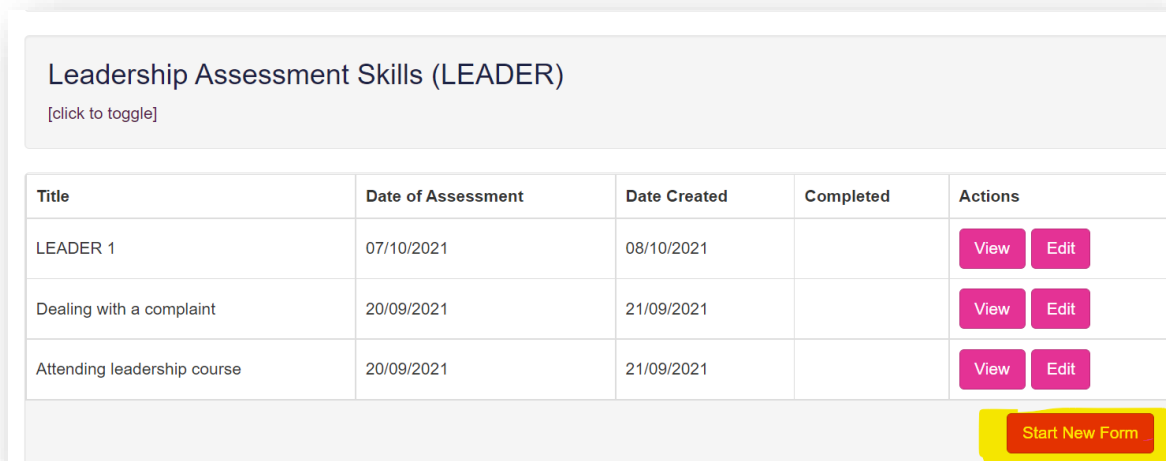 Leadership Assessment Skills (LEADER)
[click to toggle]
Title Date of Assessment Date Created Completed Actions
LEADER 1 07/10/2021 08/10/2021 View Edit
Dealing with a complaint 20/09/2021 21/09/2021 View Edit
Attending leadership course 20/09/2021 21/09/2021 View Edit
Start New Form